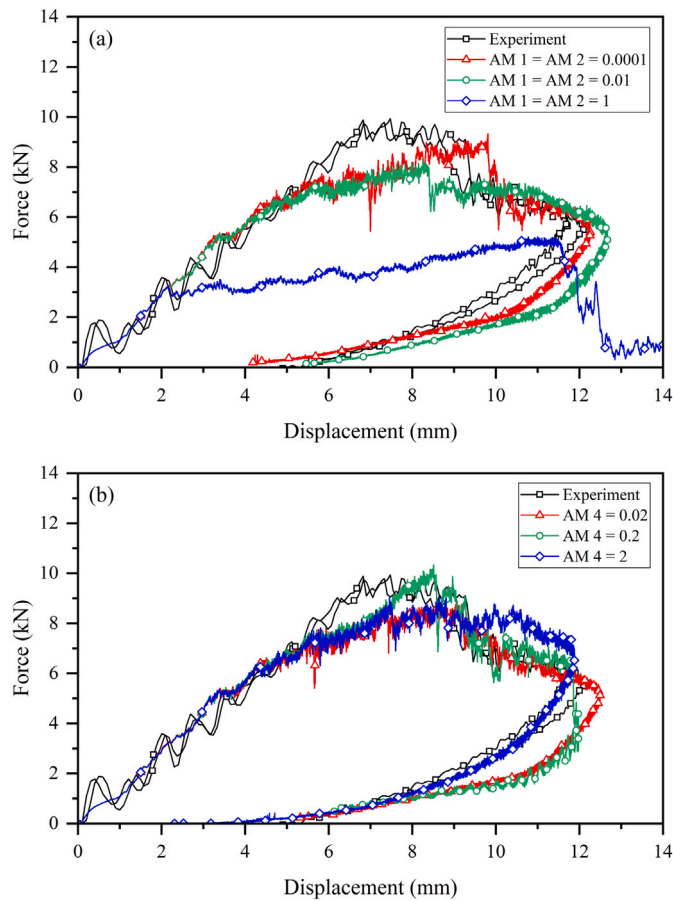 (a)
Experiment
AM 1 = AM 2 = 0.0001
AM 1 = AM 2 = 0.01
AM 1 = AM 2 = 1
Force (kN)
14
12
10
8
6
4
2
0
0 2 4 6 8 10 12 14
Displacement (mm)
(b)
Experiment
AM 4 = 0.02
AM 4 = 0.2
AM 4 = 2
Force (kN)
14
12
10
8
6
4
2
0
0 2 4 6 8 10 12 14
Displacement (mm)